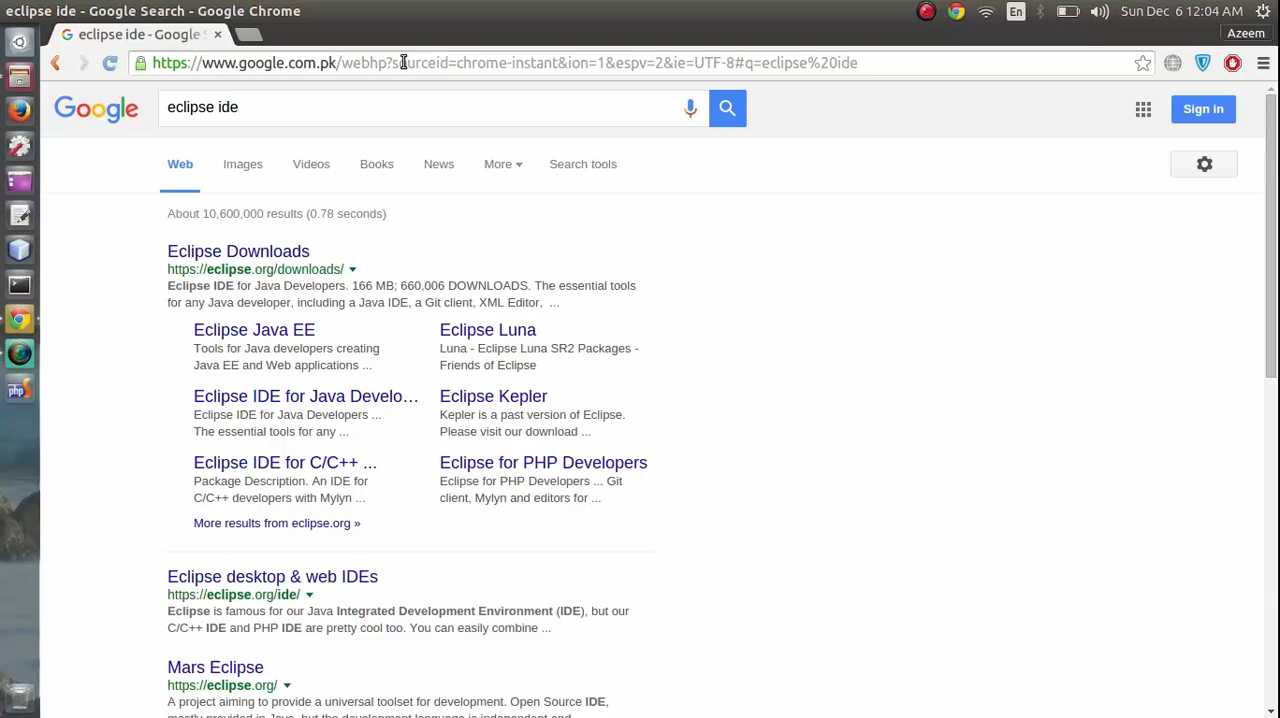 eclipse ide - Google Search - Google Chrome
En
Sun Dec 6 12:04 AM
eclipse ide - Google S
×
Azeem
https://www.google.com.pk/webhp?sourceid=chrome-instant&ion=1&espv=2&ie=UTF-8#q=eclipse%20ide
Google
eclipse ide
Sign in
Web Images Videos Books News More Search tools
About 10,600,000 results (0.78 seconds)
Eclipse Downloads
https://eclipse.org/downloads/
Eclipse IDE for Java Developers. 166 MB; 660,006 DOWNLOADS. The essential tools
for any Java developer, including a Java IDE, a Git client, XML Editor, ...
Eclipse Java EE
Tools for Java developers creating
Java EE and Web applications ...
Eclipse Luna
Luna - Eclipse Luna SR2 Packages -
Friends of Eclipse
Eclipse IDE for Java Develo...
Eclipse IDE for Java Developers ...
The essential tools for any ...
Eclipse Kepler
Kepler is a past version of Eclipse.
Please visit our download ...
Eclipse IDE for C/C++ ...
Package Description. An IDE for
C/C++ developers with Mylyn ...
Eclipse for PHP Developers
Eclipse for PHP Developers ... Git
client, Mylyn and editors for ...
More results from eclipse.org »
Eclipse desktop & web IDEs
https://eclipse.org/ide/
Eclipse is famous for our Java Integrated Development Environment (IDE), but our
C/C++ IDE and PHP IDE are pretty cool too. You can easily combine ...
Mars Eclipse
https://eclipse.org/
A project aiming to provide a universal toolset for development. Open Source IDE,
mostly provided in Java, but the development language is independent and
php